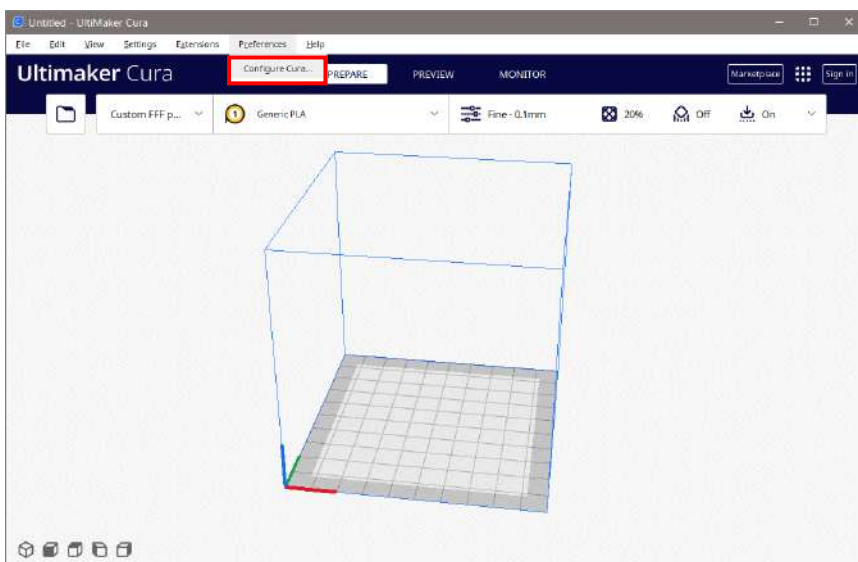 Untitled - UltiMaker Cura
File Edit View Settings Extensions Preferences Help
Configure Cura...
Ultimaker Cura PREPARE PREVIEW MONITOR Marketplace Sign in
Custom FFF p... 1 Generic PLA Fine - 0.1mm 20% Off On